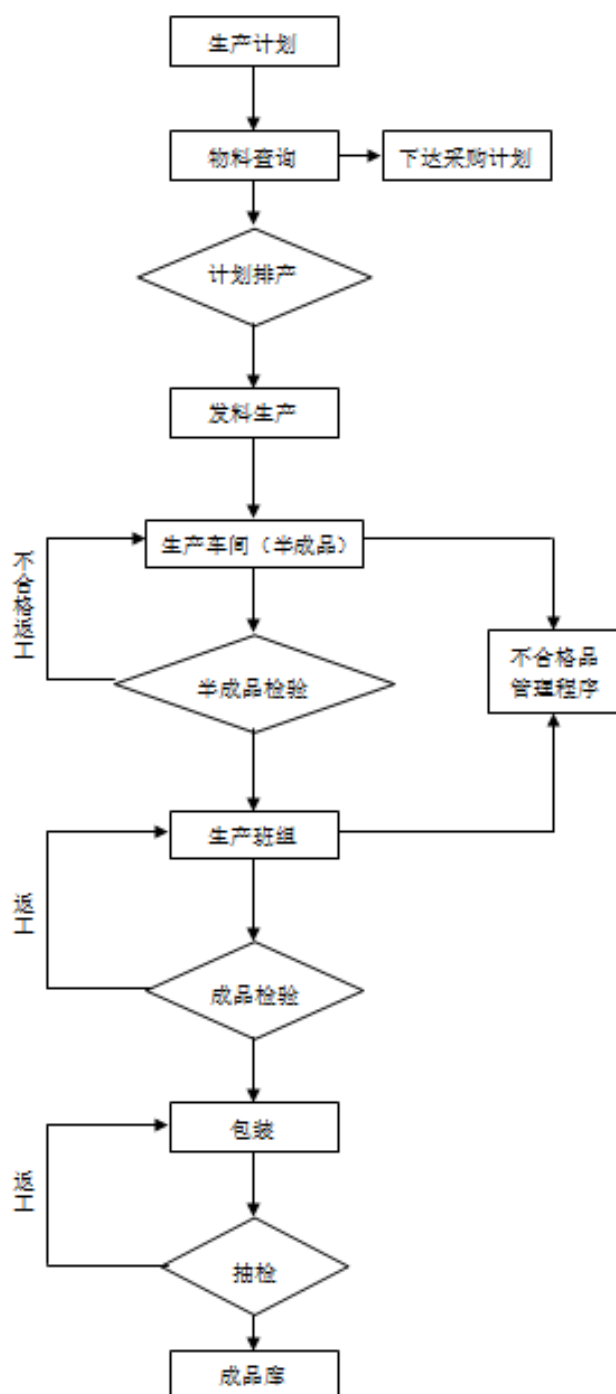 生产计划
物料查询
下达采购计划
计划排产
发料生产
生产车间（半成品）
不合格返工
半成品检验
不合格品
管理程序
生产班组
返工
成品检验
包装
返工
抽检
成品库